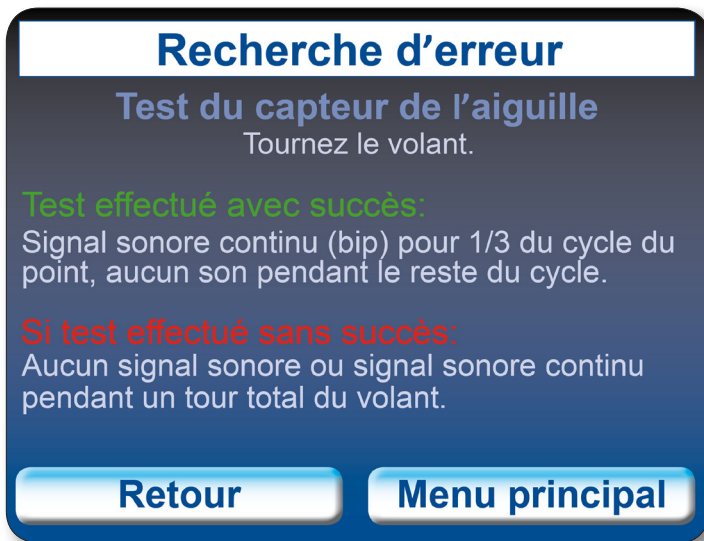 Recherche d’erreur
Test du capteur de l’aiguille
Tournez le volant.
Test effectué avec succès:
Signal sonore continu (bip) pour 1/3 du cycle du
point, aucun son pendant le reste du cycle.
Si test effectué sans succès:
Aucun signal sonore ou signal sonore continu
pendant un tour total du volant.
Retour
Menu principal